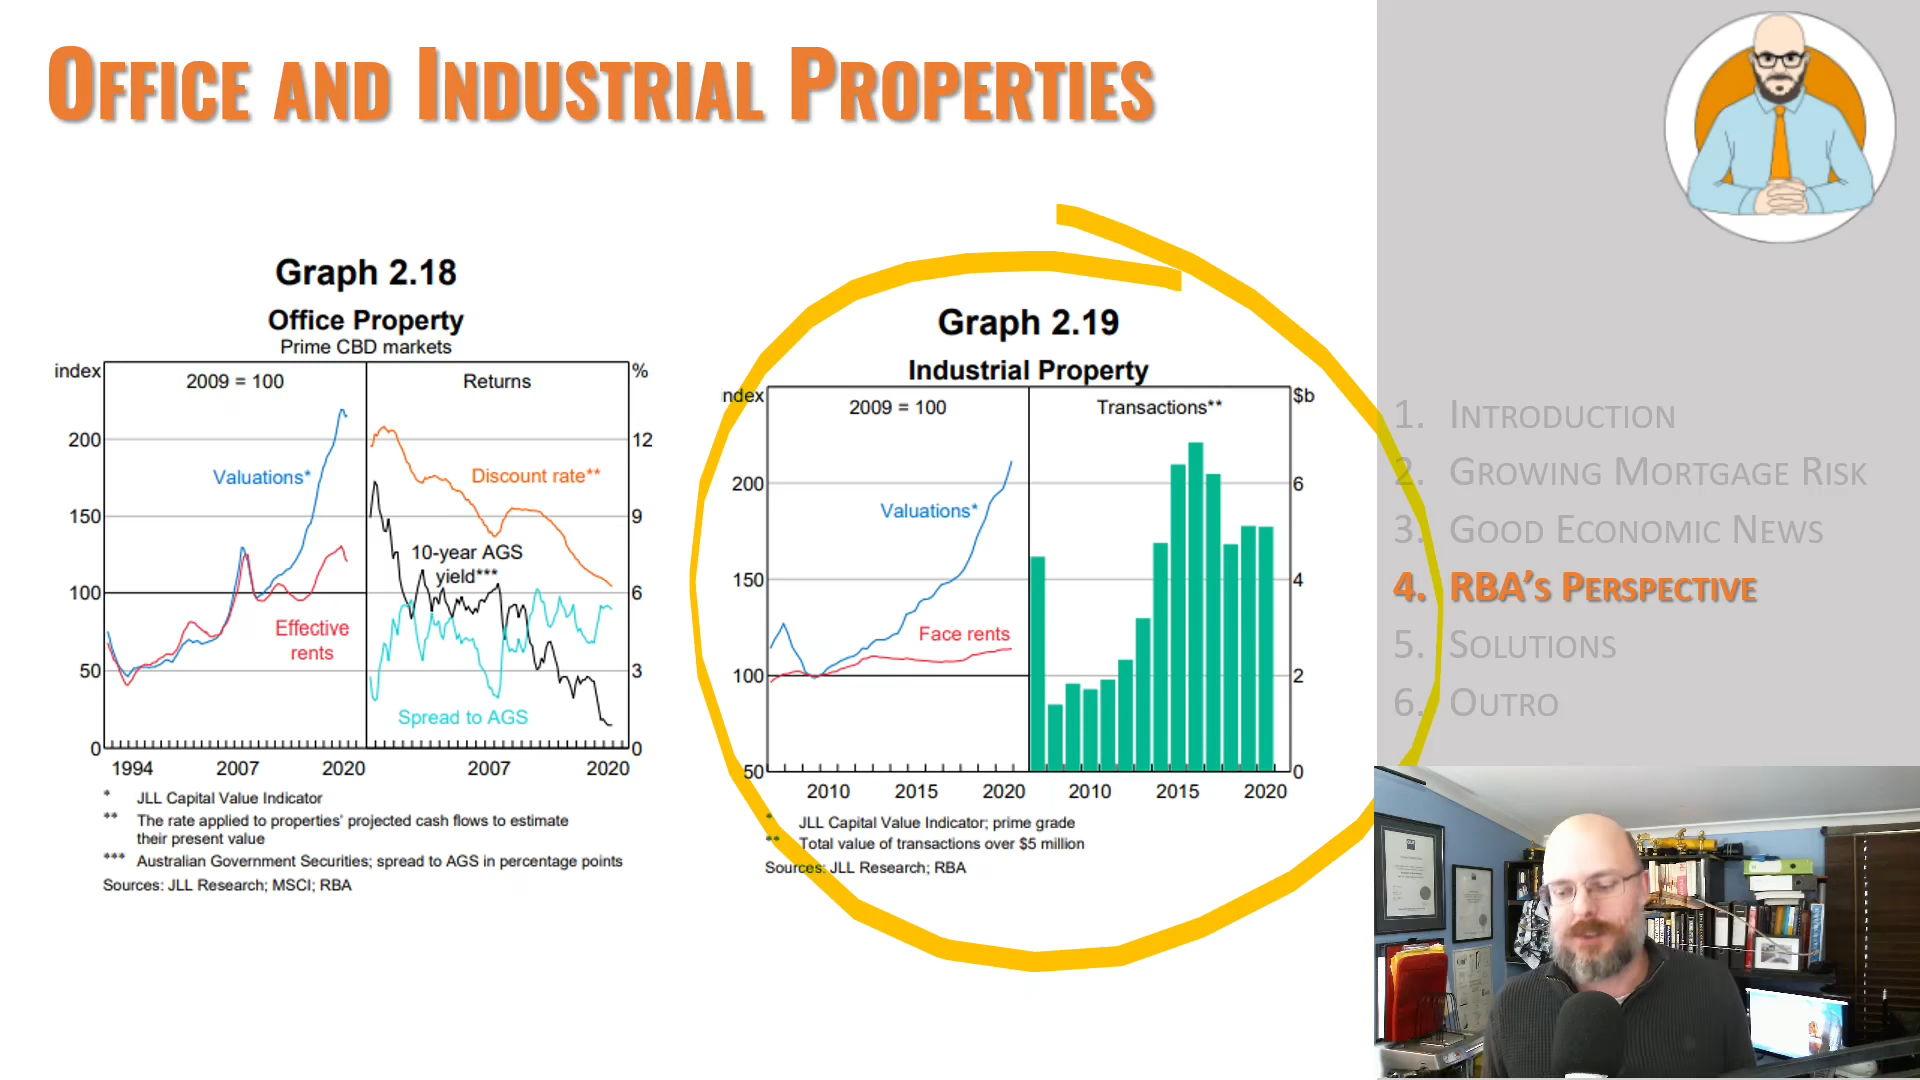 OFFICE AND INDUSTRIAL PROPERTIES
Graph 2.18
Office Property
Prime CBD markets
index
%
2009 = 100
Returns
200
150
100
50
0
12
9
6
3
0
Valuations*
Effective
rents
Discount rate**
10-year AGS
yield***
Spread to AGS
1994
2007
2020
2007
2020
* JLL Capital Value Indicator
** The rate applied to properties' projected cash flows to estimate
their present value
*** Australian Government Securities; spread to AGS in percentage points
Sources: JLL Research; MSCI; RBA
Graph 2.19
Industrial Property
ndex
$b
2009 = 100
Transactions**
200
150
100
50
6
4
2
0
Valuations*
Face rents
2010
2015
2020
2010
2015
2020
* JLL Capital Value Indicator; prime grade
** Total value of transactions over $5 million
Sources: JLL Research; RBA
1. INTRODUCTION
2. GROWING MORTGAGE RISK
3. GOOD ECONOMIC NEWS
4. RBA'S PERSPECTIVE
5. SOLUTIONS
6. OUTRO